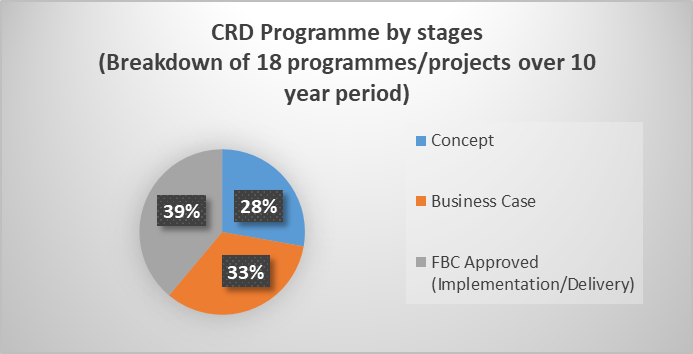 CRD Programme by stages
(Breakdown of 18 programmes/projects over 10
year period)
28%
33%
39%
Concept
Business Case
FBC Approved
(Implementation/Delivery)